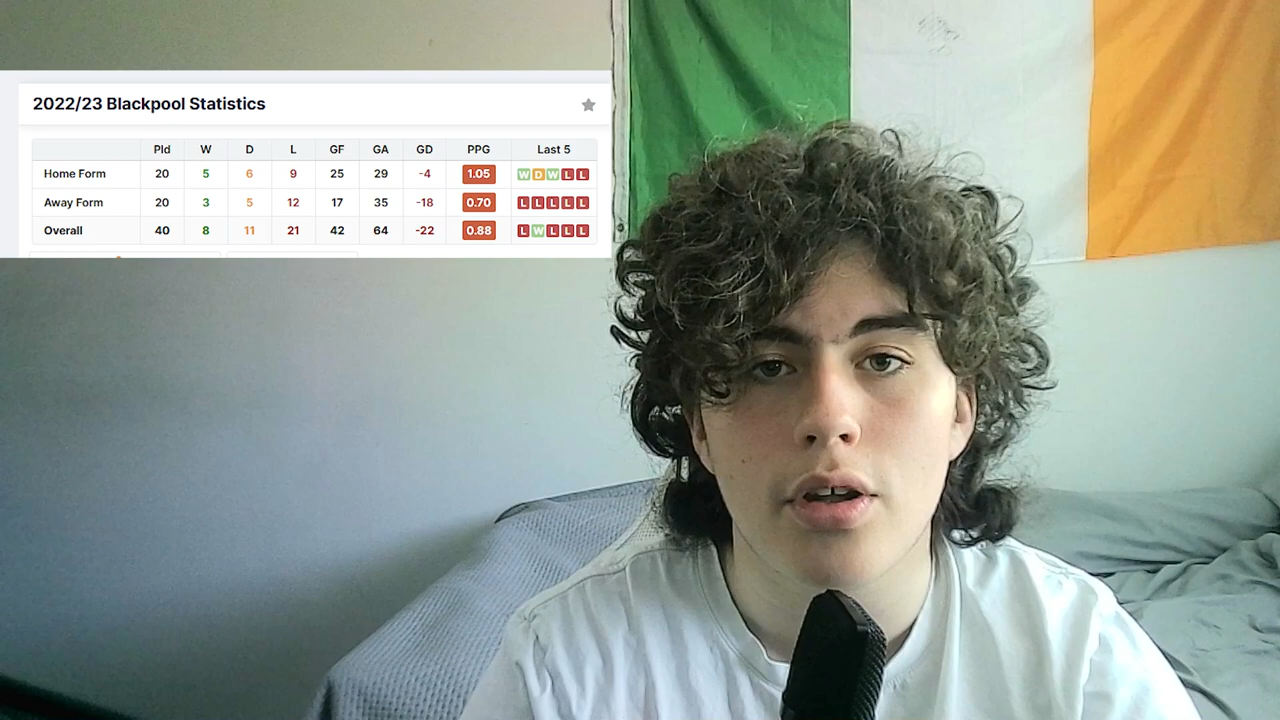 2022/23 Blackpool Statistics
Pld W D L GF GA GD PPG Last 5
Home Form 20 5 6 9 25 29 -4 1.05 W D W L L
Away Form 20 3 5 12 17 35 -18 0.70 L L L L L
Overall 40 8 11 21 42 64 -22 0.88 L W L L L